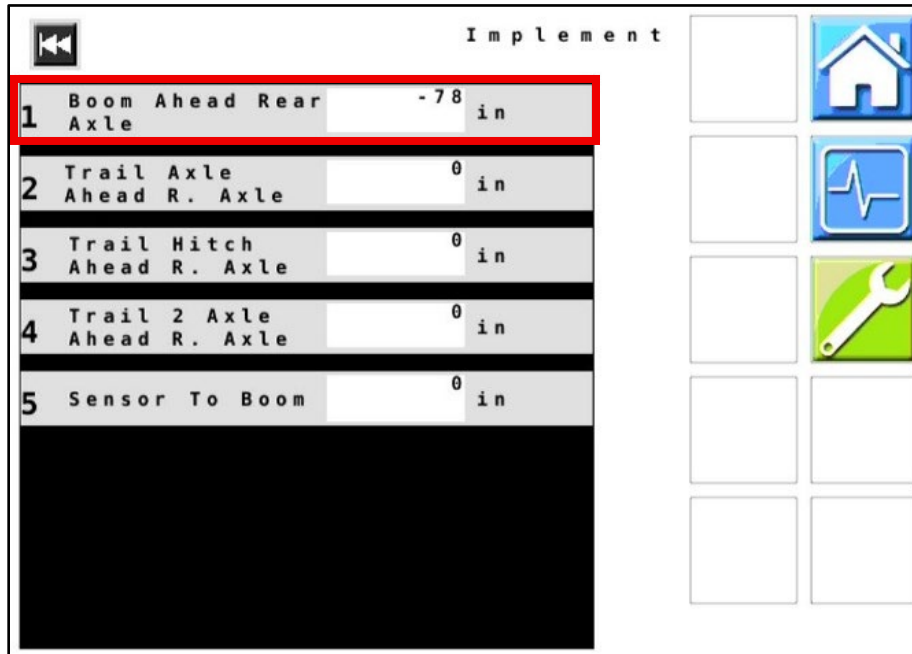 Implement
1 Boom Ahead Rear Axle -78 in
2 Trail Axle Ahead R. Axle 0 in
3 Trail Hitch Ahead R. Axle 0 in
4 Trail 2 Axle Ahead R. Axle 0 in
5 Sensor To Boom 0 in